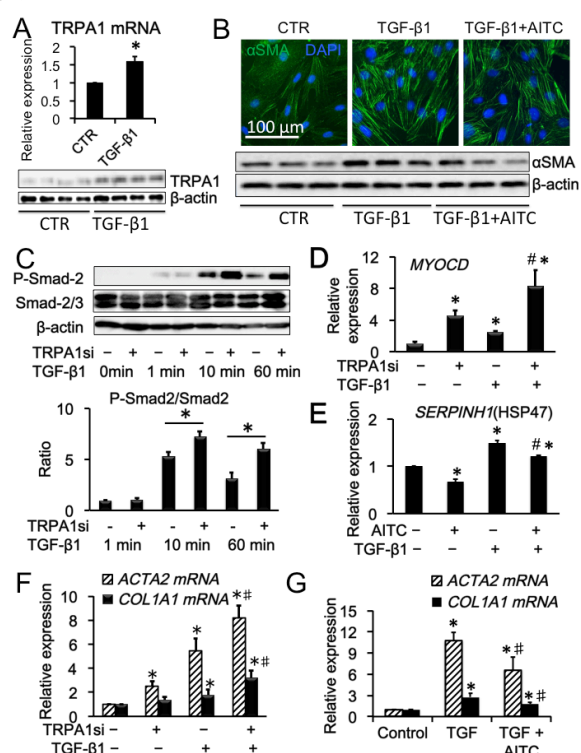 A
TRPA1 mRNA
Relative expression
2
1.5
1
0.5
0
*
CTR
TGF-β1
TRPA1
β-actin
CTR TGF-β1
B
CTR TGF-β1 TGF-β1+AITC
αSMA DAPI
100 µm
αSMA
β-actin
CTR TGF-β1 TGF-β1+AITC
C
P-Smad-2
Smad-2/3
β-actin
TRPA1si – + – + – + – +
TGF-β1 0min 1 min 10 min 60 min
P-Smad2/Smad2
Ratio
10
5
0
* *
TRPA1si - + - + - +
TGF-β1 1 min 10 min 60 min
D
MYOCD
Relative
expression
12
8
4
0
* * # *
TRPA1si – + – +
TGF-β1 – – + +
E
SERPINH1(HSP47)
Relative expression
2
1
0
* * # *
AITC – + – +
TGF-β1 – – + +
F
ACTA2 mRNA
COL1A1 mRNA
Relative expression
10
8
6
4
2
0
* * * *# *#
TRPA1si – + – +
TGF-β1 – – + +
G
ACTA2 mRNA
COL1A1 mRNA
Relative expression
15
12
9
6
3
0
* * *# *#
Control TGF TGF +
AITC